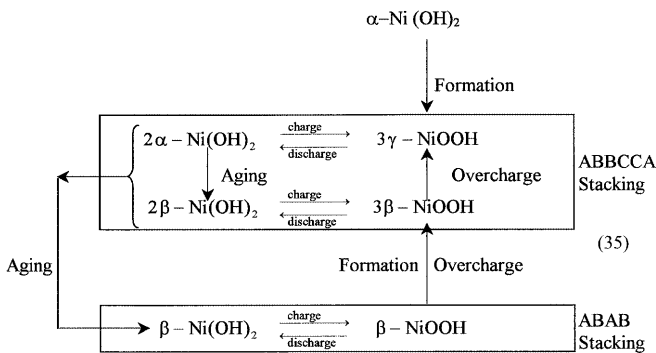 α–Ni (OH)₂
Formation
2α – Ni(OH)₂ charge discharge 3γ – NiOOH
Aging Overcharge
2β – Ni(OH)₂ charge discharge 3β – NiOOH
ABBCCA
Stacking
(35)
Aging
Formation Overcharge
β – Ni(OH)₂ charge discharge β – NiOOH
ABAB
Stacking